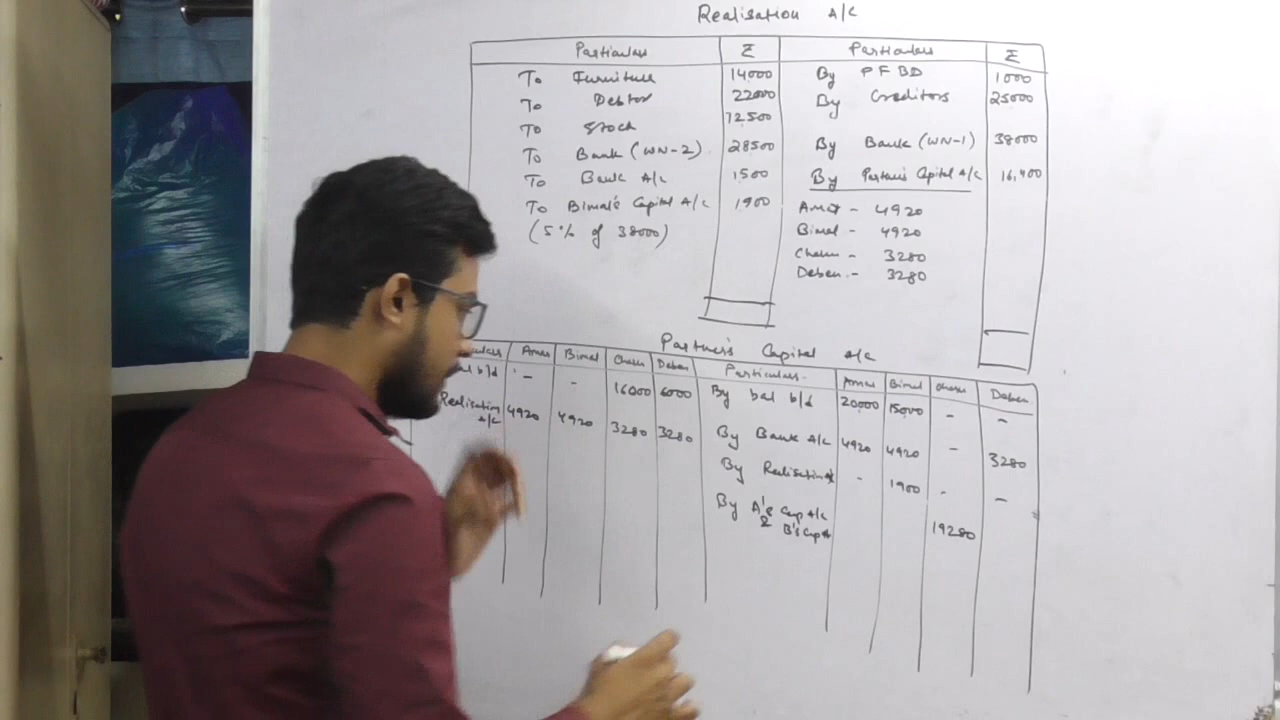 Realisation A/C
Particulars ₹ Particulars ₹
To Furniture 14000 By PFBD 1000
To Debtor 22000 By Creditors 25000
To Stock 12500
To Bank (WN-2) 28500 By Bank (WN-1) 38000
To Bank A/c 1500 By Partner's Capital A/c 16,400
To Bimal's Capital A/c 1900 Amar - 4920
(5% of 38000) Bimal - 4920
Charu - 3280
Deben - 3280
Partner's Capital A/c
Amar Bimal Charu Deben Particulars. Amar Bimal Charu Deben
bal b/d - - 16000 6000 By bal b/d 20000 15000 - -
Realisation A/c 4920 4920 3280 3280 By Bank A/c 4920 4920 - 3280
By Realisation - 1900 - -
By A's Cap A/c 19280
& B's Cap A/c